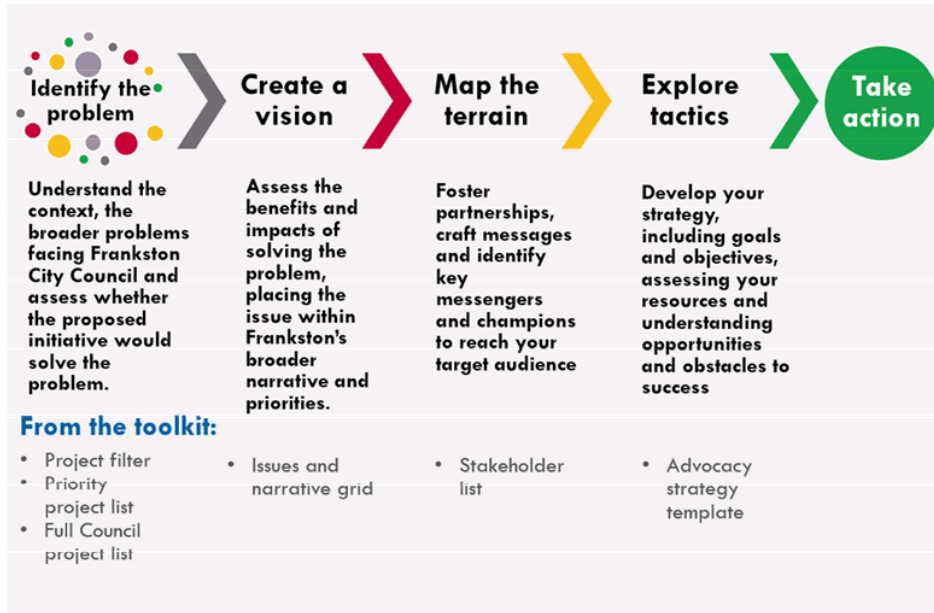 Identify the
problem
Create a
vision
Map the
terrain
Explore
tactics
Take
action
Understand the
context, the
broader problems
facing Frankston
City Council and
assess whether
the proposed
initiative would
solve the
problem.
Assess the
benefits and
impacts of
solving the
problem,
placing the
issue within
Frankston's
broader
narrative and
priorities.
Foster
partnerships,
craft messages
and identify
key
messengers
and champions
to reach your
target audience
Develop your
strategy,
including goals
and objectives,
assessing your
resources and
understanding
opportunities
and obstacles to
success
From the toolkit:
• Project filter
• Priority
project list
• Full Council
project list
• Issues and
narrative grid
• Stakeholder
list
• Advocacy
strategy
template